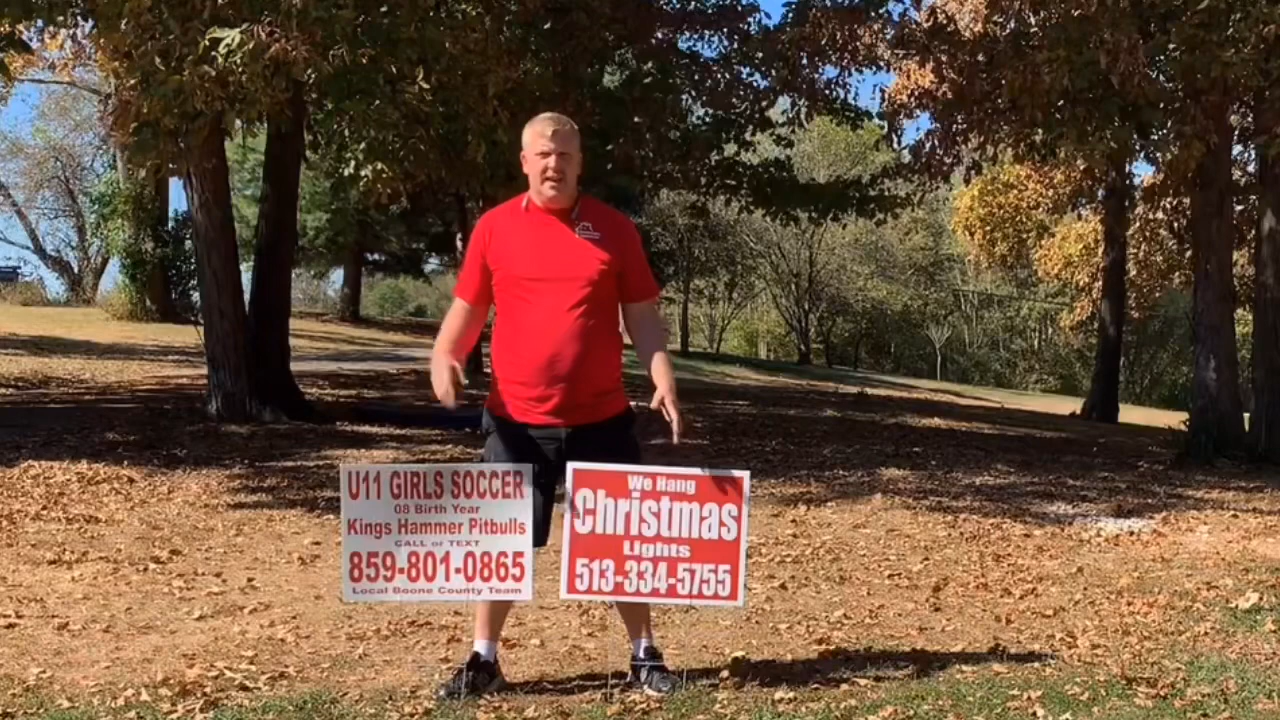 U11 GIRLS SOCCER
08 Birth Year
Kings Hammer Pitbulls
CALL or TEXT
859-801-0865
Local Boone County Team
We Hang
Christmas
Lights
513-334-5755